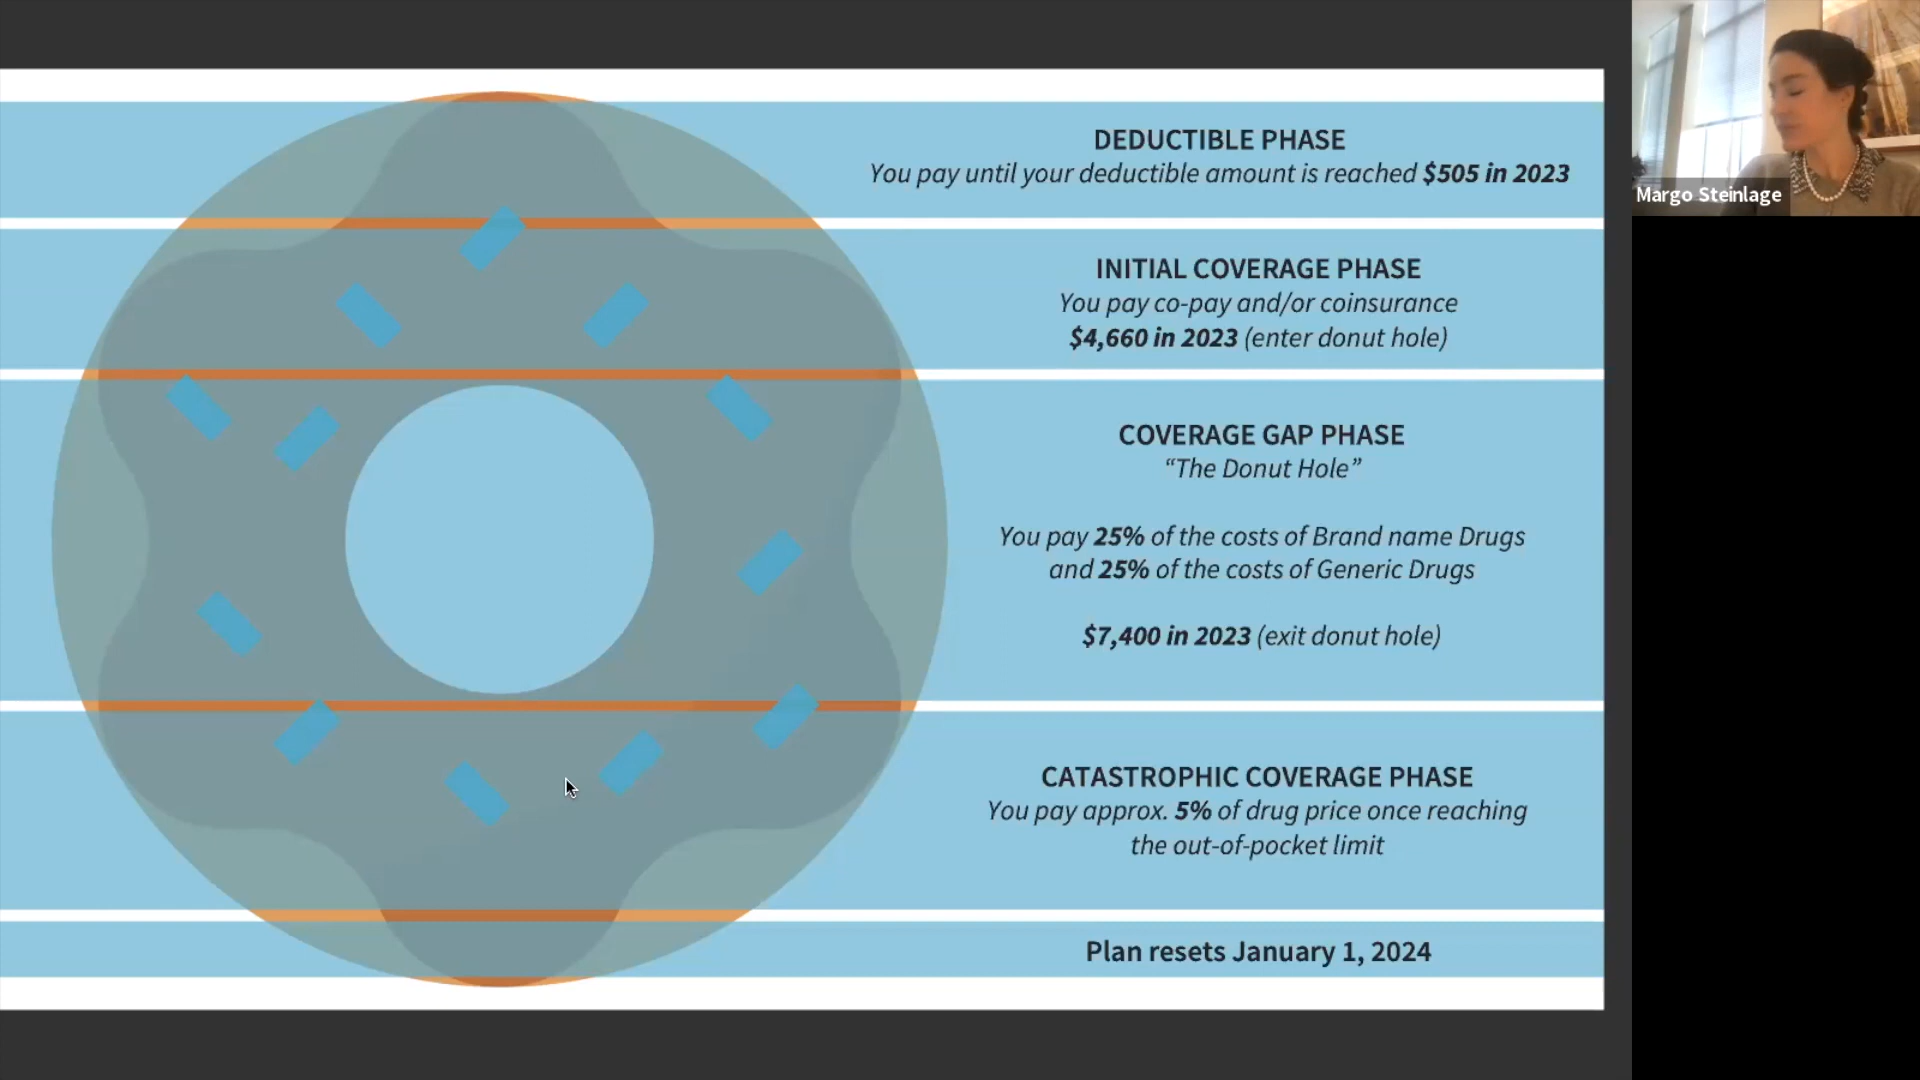 DEDUCTIBLE PHASE
You pay until your deductible amount is reached $505 in 2023
INITIAL COVERAGE PHASE
You pay co-pay and/or coinsurance
$4,660 in 2023 (enter donut hole)
COVERAGE GAP PHASE
“The Donut Hole”
You pay 25% of the costs of Brand name Drugs
and 25% of the costs of Generic Drugs
$7,400 in 2023 (exit donut hole)
CATASTROPHIC COVERAGE PHASE
You pay approx. 5% of drug price once reaching
the out-of-pocket limit
Plan resets January 1, 2024
Margo Steinlage